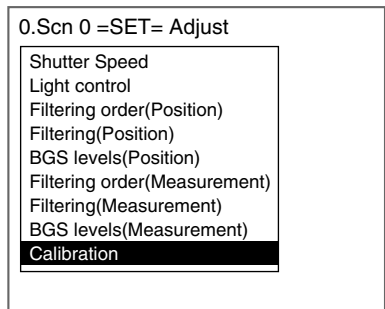 0.Scn 0 =SET= Adjust
Shutter Speed
Light control
Filtering order(Position)
Filtering(Position)
BGS levels(Position)
Filtering order(Measurement)
Filtering(Measurement)
BGS levels(Measurement)
Calibration